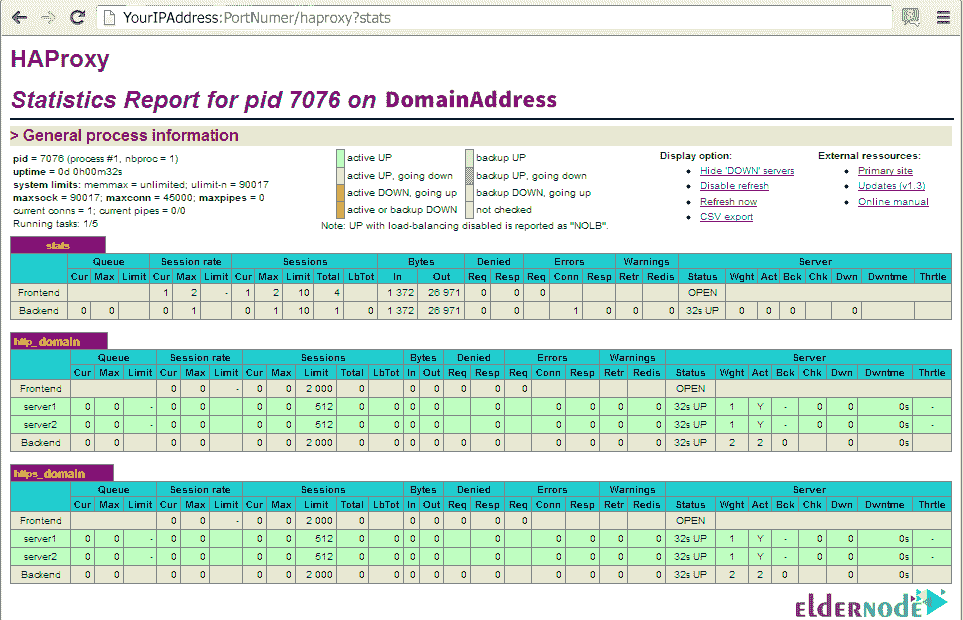 YourIPAddress:PortNumer/haproxy?stats
HAProxy
Statistics Report for pid 7076 on DomainAddress
> General process information
pid = 7076 (process #1, nbproc = 1)
uptime = 0d 0h00m32s
system limits: memmax = unlimited; ulimit-n = 90017
maxsock = 90017; maxconn = 45000; maxpipes = 0
current conns = 1; current pipes = 0/0
Running tasks: 1/5
active UP backup UP
active UP, going down backup UP, going down
active DOWN, going up backup DOWN, going up
active or backup DOWN not checked
Note: UP with load-balancing disabled is reported as "NOLB".
Display option:
Hide 'DOWN' servers
Disable refresh
Refresh now
CSV export
External ressources:
Primary site
Updates (v1.3)
Online manual
stats
Queue Session rate Sessions Bytes Denied Errors Warnings Server
Cur Max Limit Cur Max Limit Cur Max Limit Total LbTot In Out Req Resp Req Conn Resp Retr Redis Status Wght Act Bck Chk Dwn Dwntme Thrtle
Frontend 1 2 - 1 2 10 4 1 372 26 971 0 0 0 OPEN
Backend 0 0 0 1 0 1 10 1 0 1 372 26 971 0 0 1 0 0 0 32s UP 0 0 0 0
http_domain
Queue Session rate Sessions Bytes Denied Errors Warnings Server
Cur Max Limit Cur Max Limit Cur Max Limit Total LbTot In Out Req Resp Req Conn Resp Retr Redis Status Wght Act Bck Chk Dwn Dwntme Thrtle
Frontend 0 0 - 0 0 2 000 0 0 0 0 0 0 OPEN
server1 0 0 - 0 0 0 0 512 0 0 0 0 0 0 0 0 0 32s UP 1 Y - 0 0 0s -
server2 0 0 - 0 0 0 0 512 0 0 0 0 0 0 0 0 0 32s UP 1 Y - 0 0 0s -
Backend 0 0 0 0 0 0 2 000 0 0 0 0 0 0 0 0 0 0 32s UP 2 2 0 0 0s
https_domain
Queue Session rate Sessions Bytes Denied Errors Warnings Server
Cur Max Limit Cur Max Limit Cur Max Limit Total LbTot In Out Req Resp Req Conn Resp Retr Redis Status Wght Act Bck Chk Dwn Dwntme Thrtle
Frontend 0 0 - 0 0 2 000 0 0 0 0 0 0 OPEN
server1 0 0 - 0 0 0 0 512 0 0 0 0 0 0 0 0 0 32s UP 1 Y - 0 0 0s -
server2 0 0 - 0 0 0 0 512 0 0 0 0 0 0 0 0 0 32s UP 1 Y - 0 0 0s -
Backend 0 0 0 0 0 0 2 000 0 0 0 0 0 0 0 0 0 0 32s UP 2 2 0 0 0s
eldernode